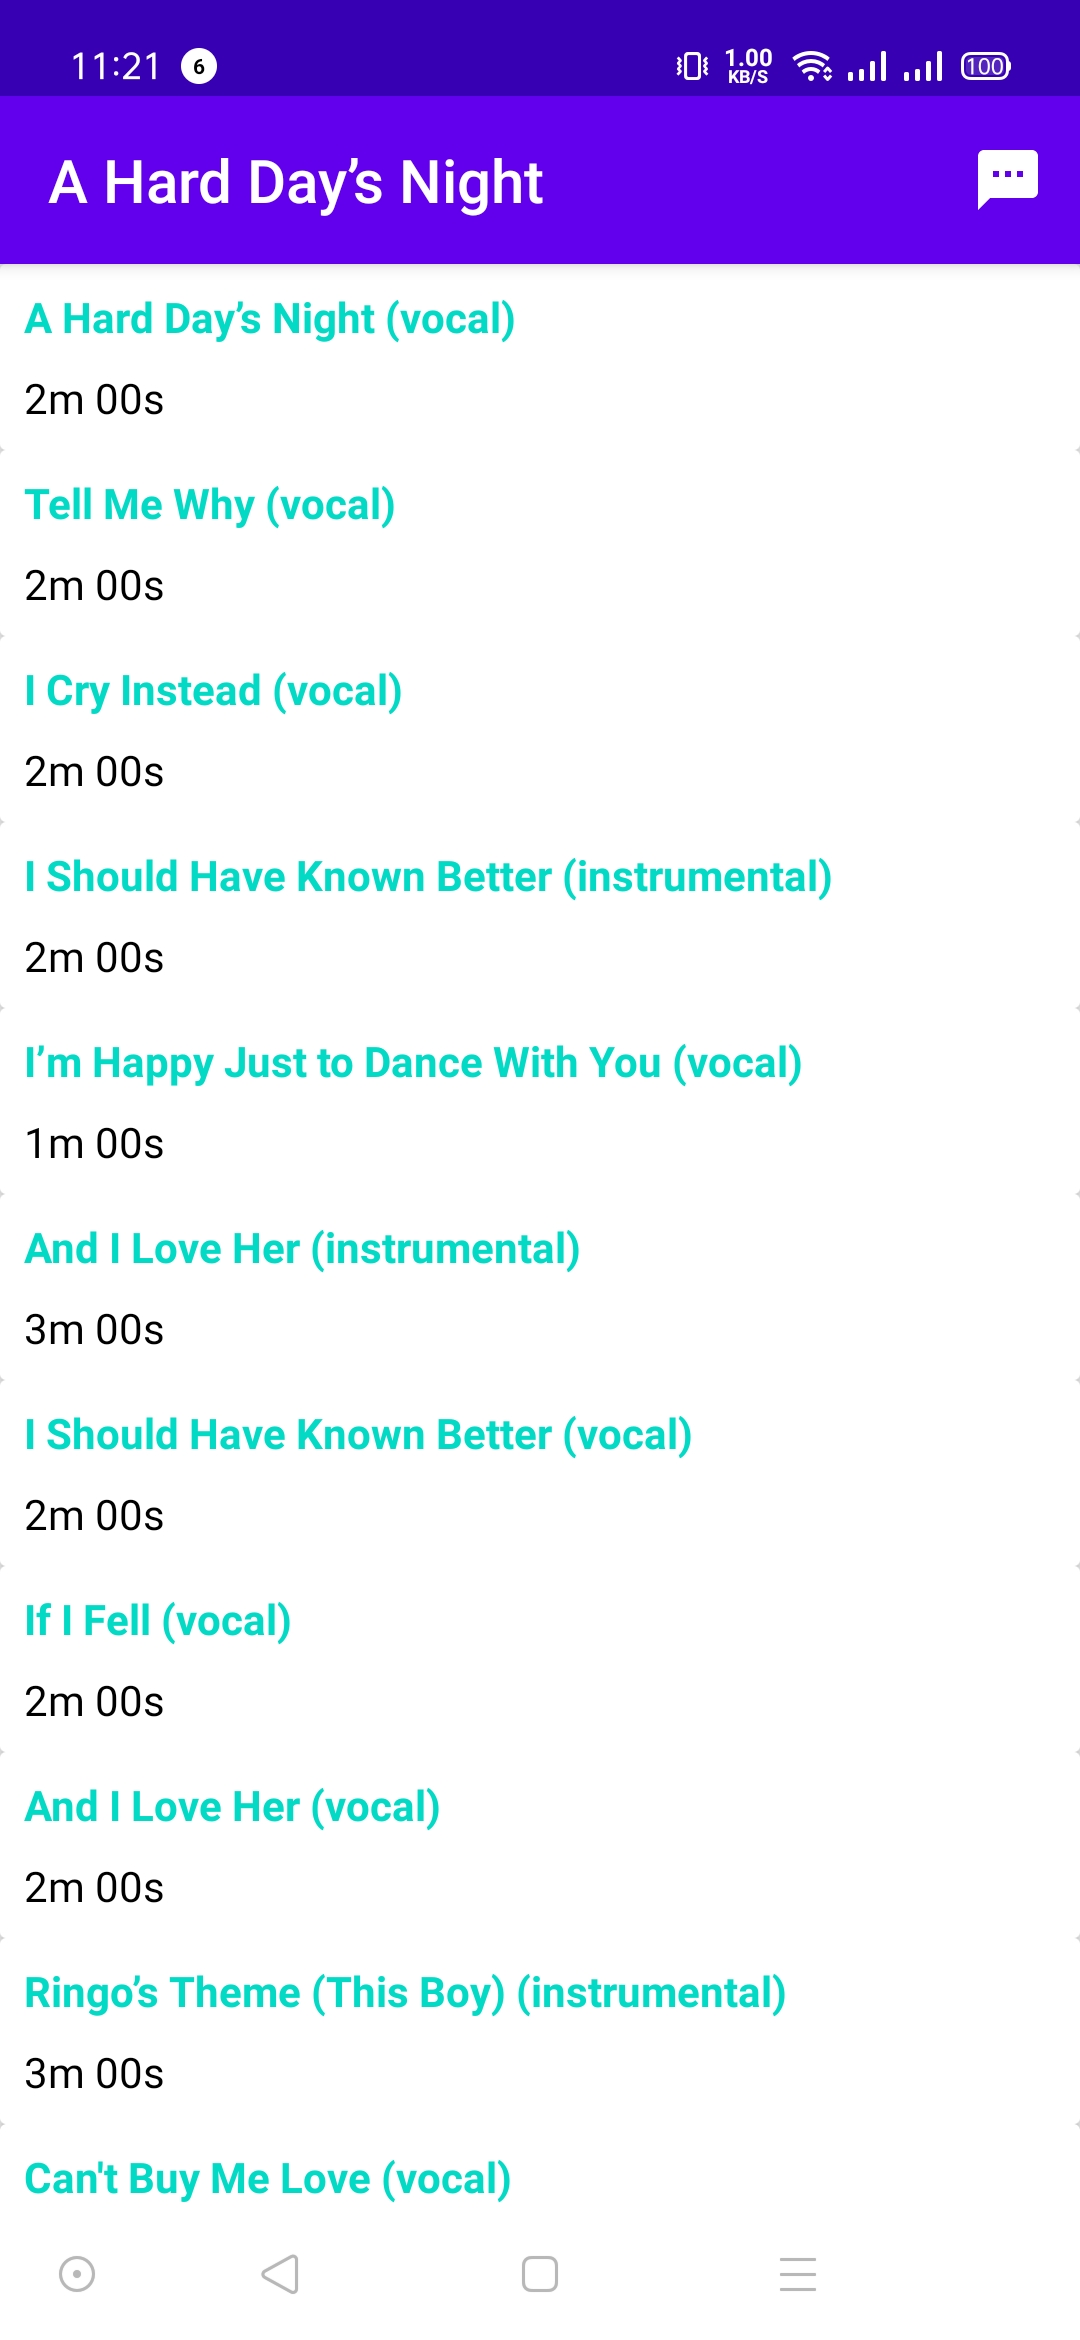 11:21 6 1.00 KB/S 100
A Hard Day’s Night
A Hard Day’s Night (vocal)
2m 00s
Tell Me Why (vocal)
2m 00s
I Cry Instead (vocal)
2m 00s
I Should Have Known Better (instrumental)
2m 00s
I’m Happy Just to Dance With You (vocal)
1m 00s
And I Love Her (instrumental)
3m 00s
I Should Have Known Better (vocal)
2m 00s
If I Fell (vocal)
2m 00s
And I Love Her (vocal)
2m 00s
Ringo’s Theme (This Boy) (instrumental)
3m 00s
Can't Buy Me Love (vocal)